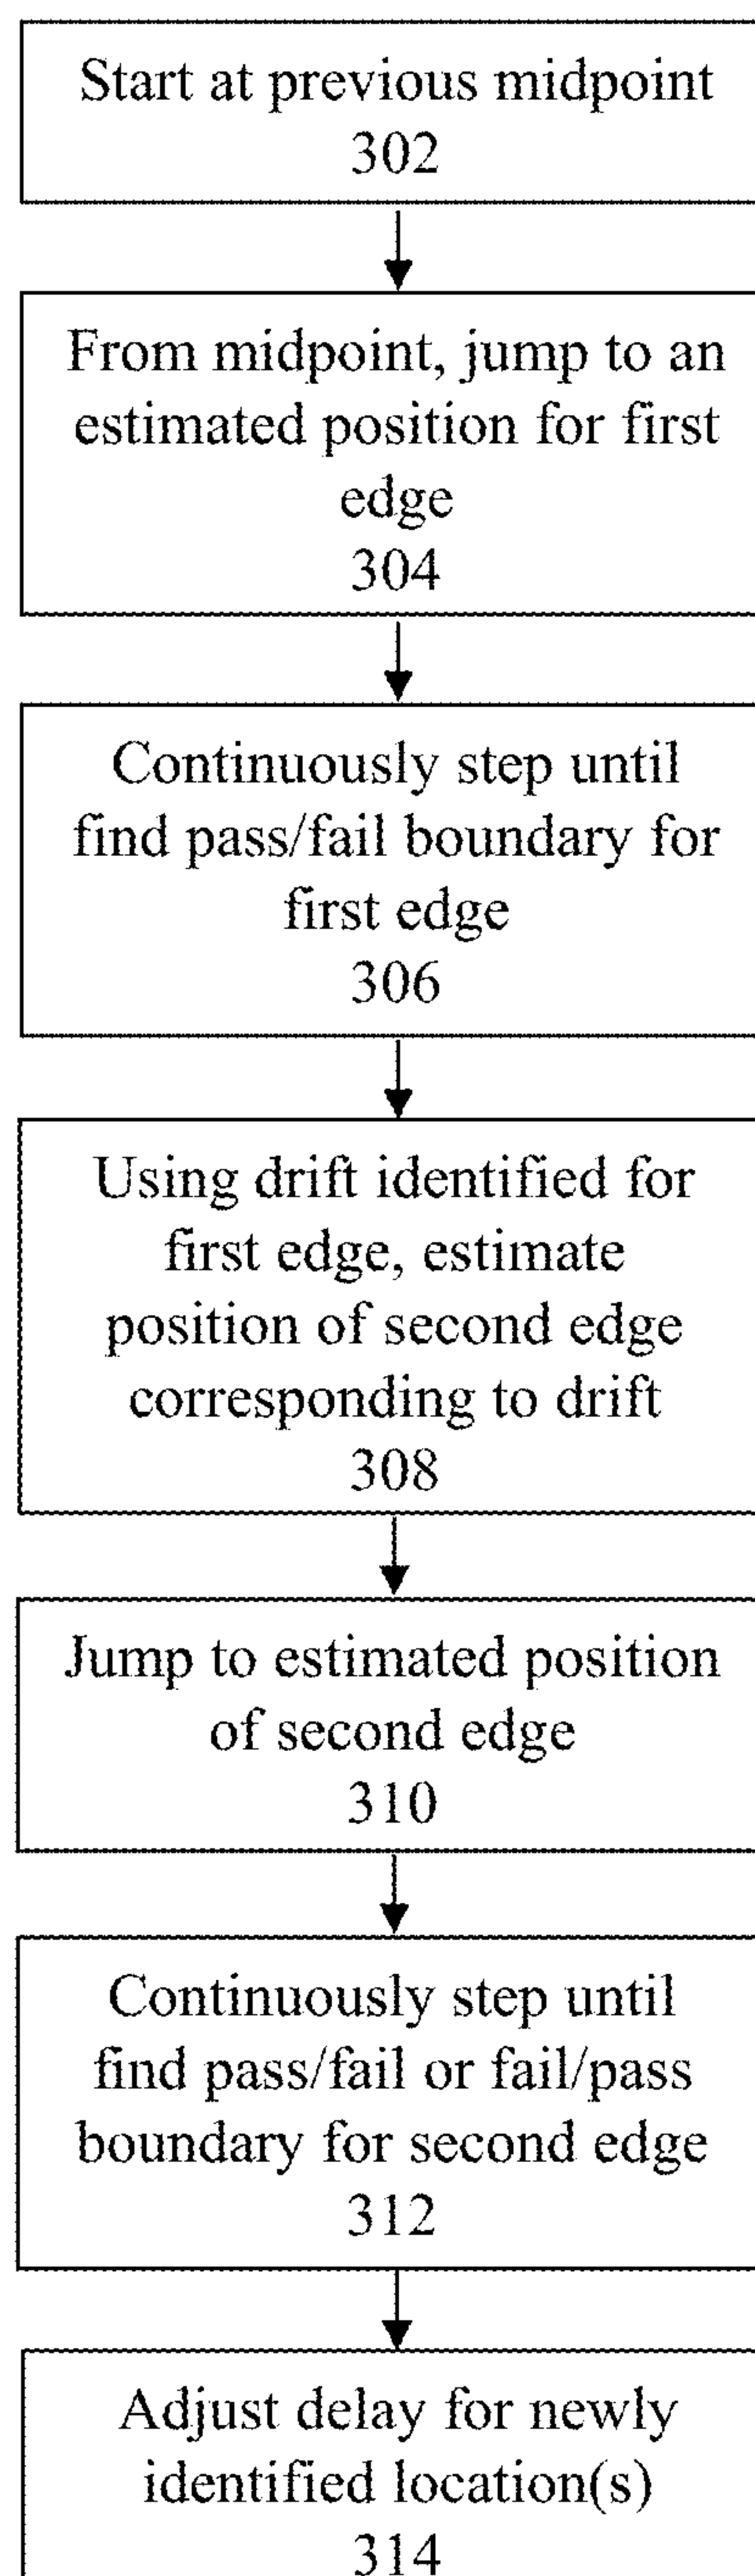 Start at previous midpoint
302
From midpoint, jump to an
estimated position for first
edge
304
Continuously step until
find pass/fail boundary for
first edge
306
Using drift identified for
first edge, estimate
position of second edge
corresponding to drift
308
Jump to estimated position
of second edge
310
Continuously step until
find pass/fail or fail/pass
boundary for second edge
312
Adjust delay for newly
identified location(s)
314